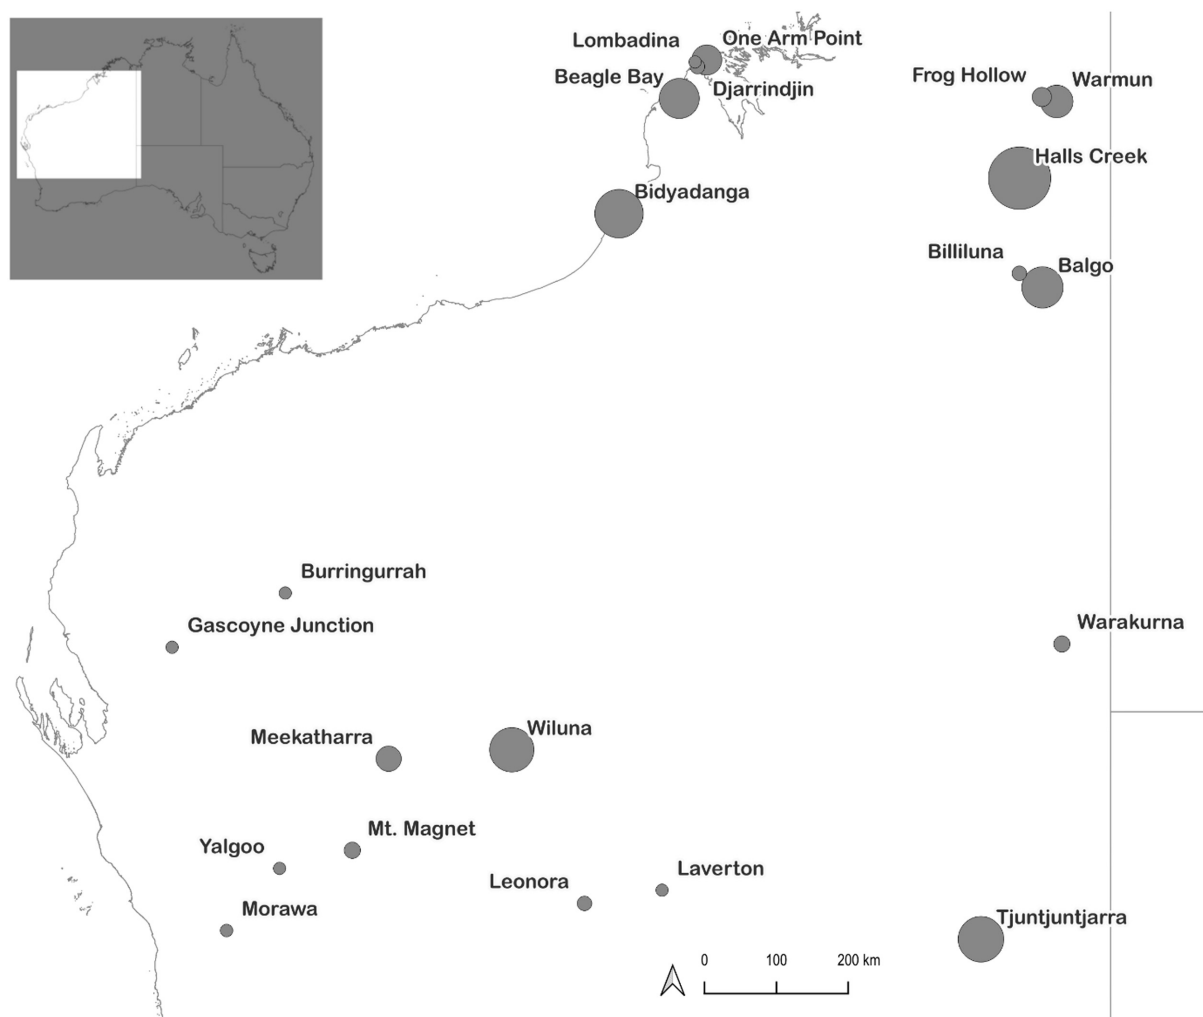 Lombadina
One Arm Point
Beagle Bay
Djarrindjin
Frog Hollow
Warmun
Halls Creek
Bidyadanga
Billiluna
Balgo
Burringurrah
Gascoyne Junction
Warakurna
Meekatharra
Wiluna
Mt. Magnet
Yalgoo
Leonora
Laverton
Morawa
Tjuntjuntjarra
0 100 200 km